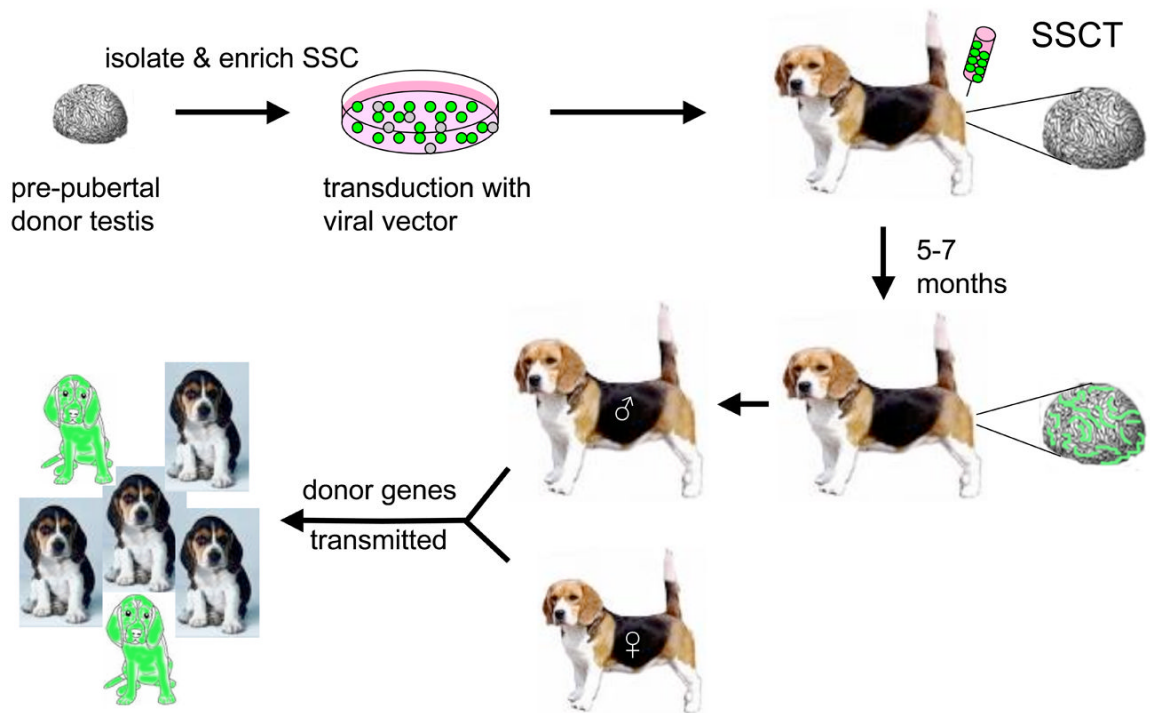 isolate & enrich SSC
pre-pubertal
donor testis
transduction with
viral vector
SSCT
5-7
months
♂
donor genes
transmitted
♀